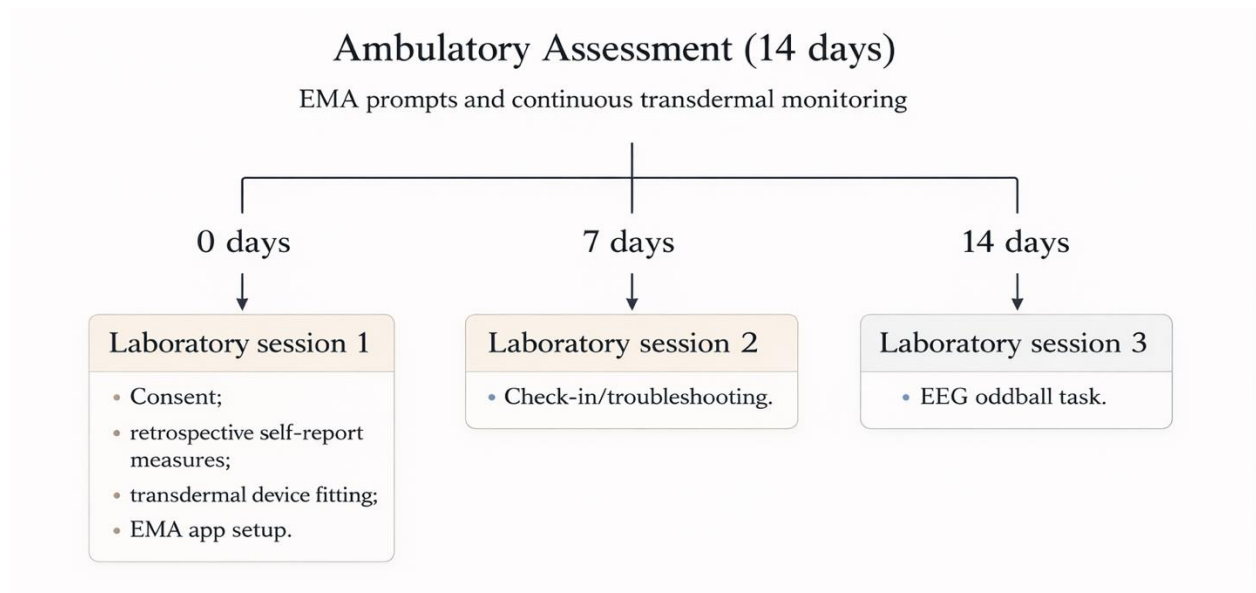 Ambulatory Assessment (14 days)
EMA prompts and continuous transdermal monitoring
0 days
7 days
14 days
Laboratory session 1
• Consent;
• retrospective self-report
measures;
• transdermal device fitting;
• EMA app setup.
Laboratory session 2
• Check-in/troubleshooting.
Laboratory session 3
• EEG oddball task.